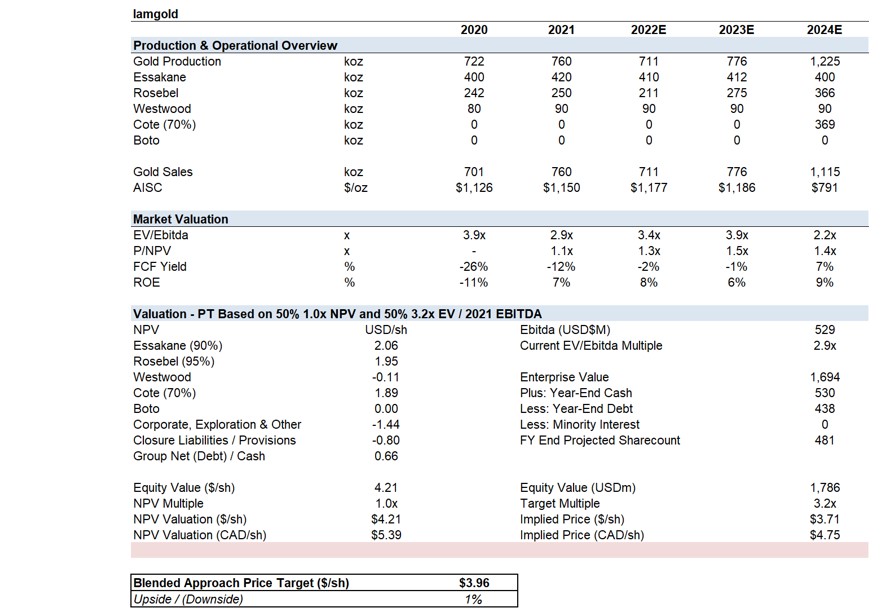 Iamgold
2020 2021 2022E 2023E 2024E
Production & Operational Overview
Gold Production koz 722 760 711 776 1,225
Essakane koz 400 420 410 412 400
Rosebel koz 242 250 211 275 366
Westwood koz 80 90 90 90 90
Cote (70%) koz 0 0 0 0 369
Boto koz 0 0 0 0 0
Gold Sales koz 701 760 711 776 1,115
AISC $/oz $1,126 $1,150 $1,177 $1,186 $791
Market Valuation
EV/Ebitda x 3.9x 2.9x 3.4x 3.9x 2.2x
P/NPV x - 1.1x 1.3x 1.5x 1.4x
FCF Yield % -26% -12% -2% -1% 7%
ROE % -11% 7% 8% 6% 9%
Valuation - PT Based on 50% 1.0x NPV and 50% 3.2x EV / 2021 EBITDA
NPV USD/sh Ebitda (USD$M) 529
Essakane (90%) 2.06 Current EV/Ebitda Multiple 2.9x
Rosebel (95%) 1.95
Westwood -0.11 Enterprise Value 1,694
Cote (70%) 1.89 Plus: Year-End Cash 530
Boto 0.00 Less: Year-End Debt 438
Corporate, Exploration & Other -1.44 Less: Minority Interest 0
Closure Liabilities / Provisions -0.80 FY End Projected Sharecount 481
Group Net (Debt) / Cash 0.66
Equity Value ($/sh) 4.21 Equity Value (USDm) 1,786
NPV Multiple 1.0x Target Multiple 3.2x
NPV Valuation ($/sh) $4.21 Implied Price ($/sh) $3.71
NPV Valuation (CAD/sh) $5.39 Implied Price (CAD/sh) $4.75
Blended Approach Price Target ($/sh) $3.96
Upside / (Downside) 1%